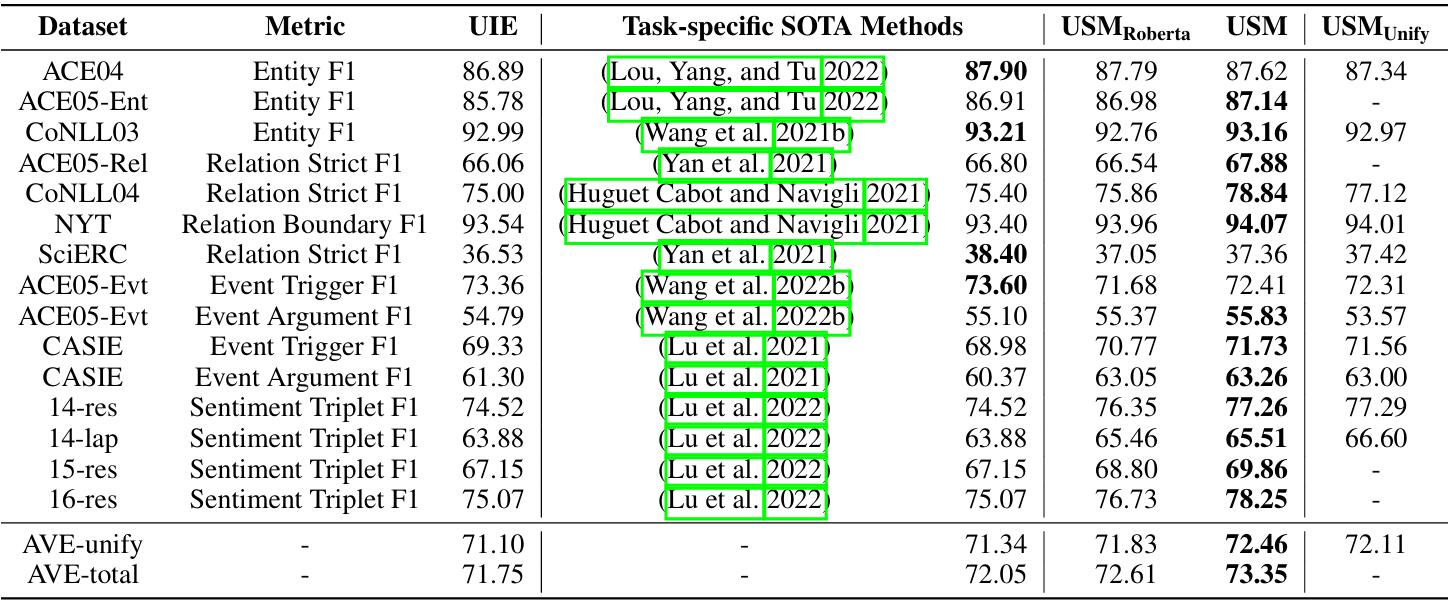 Dataset Metric UIE Task-specific SOTA Methods USM_Roberta USM USM_Unify
ACE04 Entity F1 86.89 (Lou, Yang, and Tu 2022) 87.90 87.79 87.62 87.34
ACE05-Ent Entity F1 85.78 (Lou, Yang, and Tu 2022) 86.91 86.98 87.14 -
CoNLL03 Entity F1 92.99 (Wang et al. 2021b) 93.21 92.76 93.16 92.97
ACE05-Rel Relation Strict F1 66.06 (Yan et al. 2021) 66.80 66.54 67.88 -
CoNLL04 Relation Strict F1 75.00 (Huguet Cabot and Navigli 2021) 75.40 75.86 78.84 77.12
NYT Relation Boundary F1 93.54 (Huguet Cabot and Navigli 2021) 93.40 93.96 94.07 94.01
SciERC Relation Strict F1 36.53 (Yan et al. 2021) 38.40 37.05 37.36 37.42
ACE05-Evt Event Trigger F1 73.36 (Wang et al. 2022b) 73.60 71.68 72.41 72.31
ACE05-Evt Event Argument F1 54.79 (Wang et al. 2022b) 55.10 55.37 55.83 53.57
CASIE Event Trigger F1 69.33 (Lu et al. 2021) 68.98 70.77 71.73 71.56
CASIE Event Argument F1 61.30 (Lu et al. 2021) 60.37 63.05 63.26 63.00
14-res Sentiment Triplet F1 74.52 (Lu et al. 2022) 74.52 76.35 77.26 77.29
14-lap Sentiment Triplet F1 63.88 (Lu et al. 2022) 63.88 65.46 65.51 66.60
15-res Sentiment Triplet F1 67.15 (Lu et al. 2022) 67.15 68.80 69.86 -
16-res Sentiment Triplet F1 75.07 (Lu et al. 2022) 75.07 76.73 78.25 -
AVE-unify - 71.10 - 71.34 71.83 72.46 72.11
AVE-total - 71.75 - 72.05 72.61 73.35 -